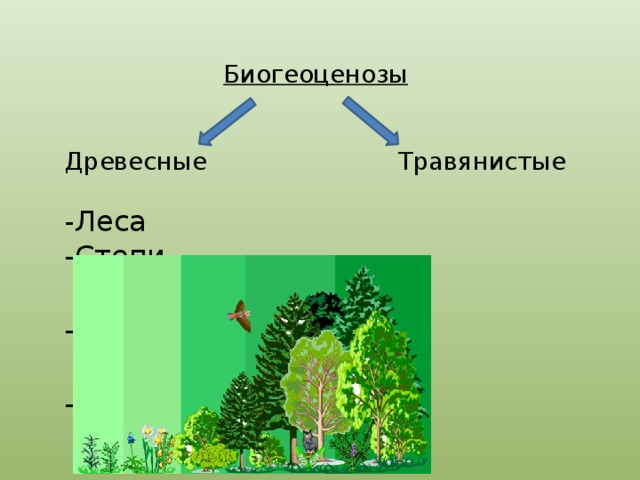 Биогеоценозы
Древесные Травянистые
-Леса
-Степи
-
-